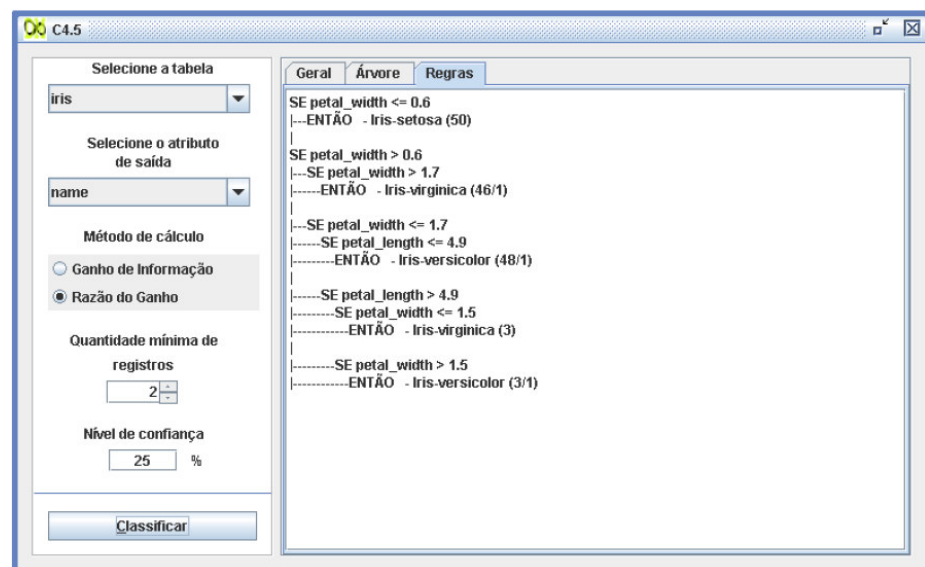 C4.5
Selecione a tabela
iris
Selecione o atributo
de saída
name
Método de cálculo
Ganho de Informação
Razão do Ganho
Quantidade mínima de
registros
2
Nível de confiança
25 %
Classificar
Geral Árvore Regras
SE petal_width <= 0.6
|---ENTÃO - Iris-setosa (50)
|
SE petal_width > 0.6
|---SE petal_width > 1.7
|------ENTÃO - Iris-virginica (46/1)
|
|---SE petal_width <= 1.7
|------SE petal_length <= 4.9
|---------ENTÃO - Iris-versicolor (48/1)
|
|------SE petal_length > 4.9
|---------SE petal_width <= 1.5
|------------ENTÃO - Iris-virginica (3)
|
|---------SE petal_width > 1.5
|------------ENTÃO - Iris-versicolor (3/1)